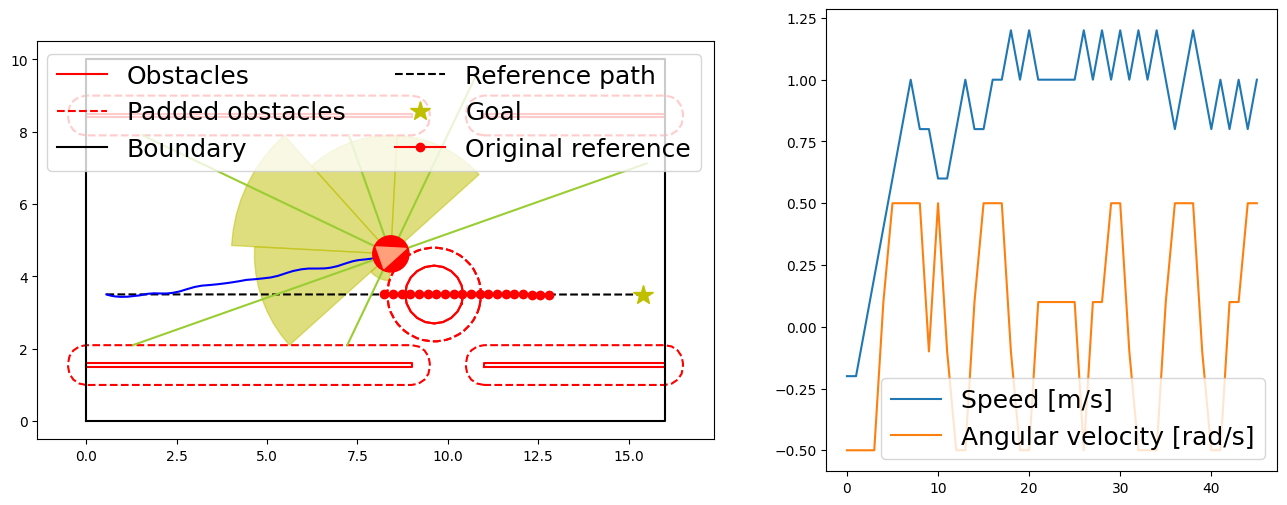 Obstacles
Padded obstacles
Boundary
Reference path
Goal
Original reference
10
8
6
4
2
0
0.0 2.5 5.0 7.5 10.0 12.5 15.0
1.25
1.00
0.75
0.50
0.25
0.00
−0.25
−0.50
Speed [m/s]
Angular velocity [rad/s]
0 10 20 30 40